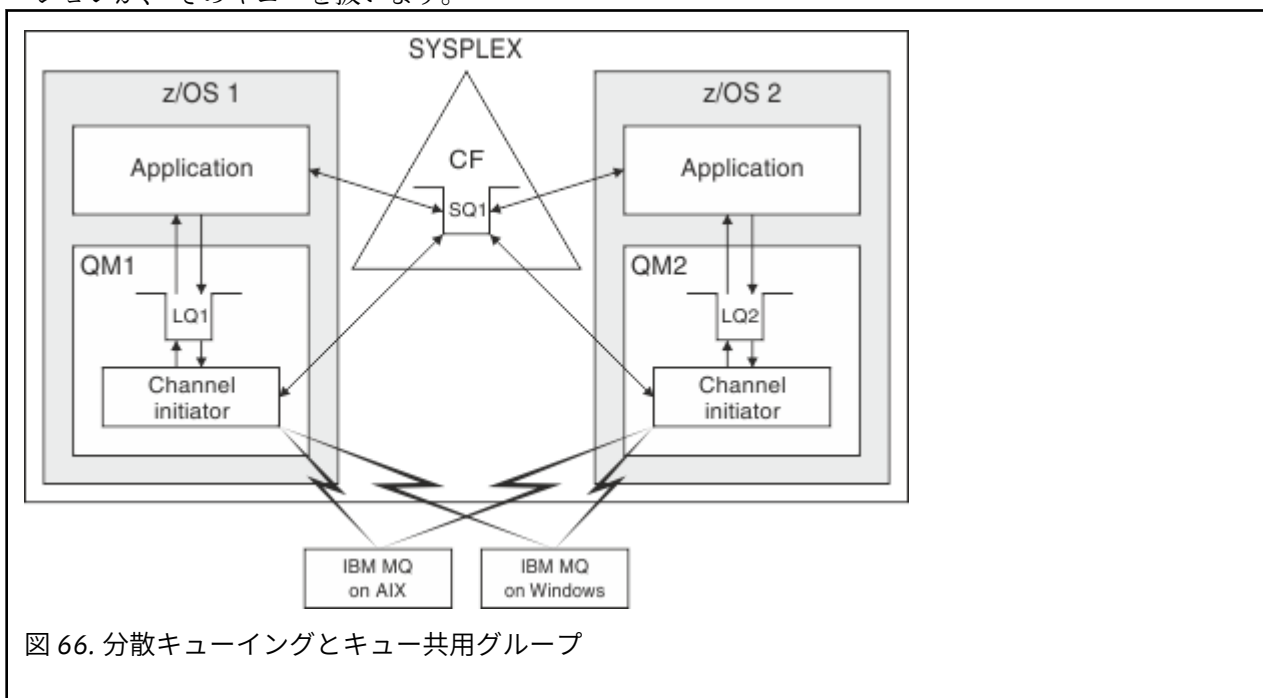 SYSPLEX
z/OS 1
z/OS 2
Application
CF
Application
SQ1
QM1
QM2
LQ1
LQ2
Channel
initiator
Channel
initiator
IBM MQ
on AIX
IBM MQ
on Windows
図 66. 分散キューイングとキュー共用グループ